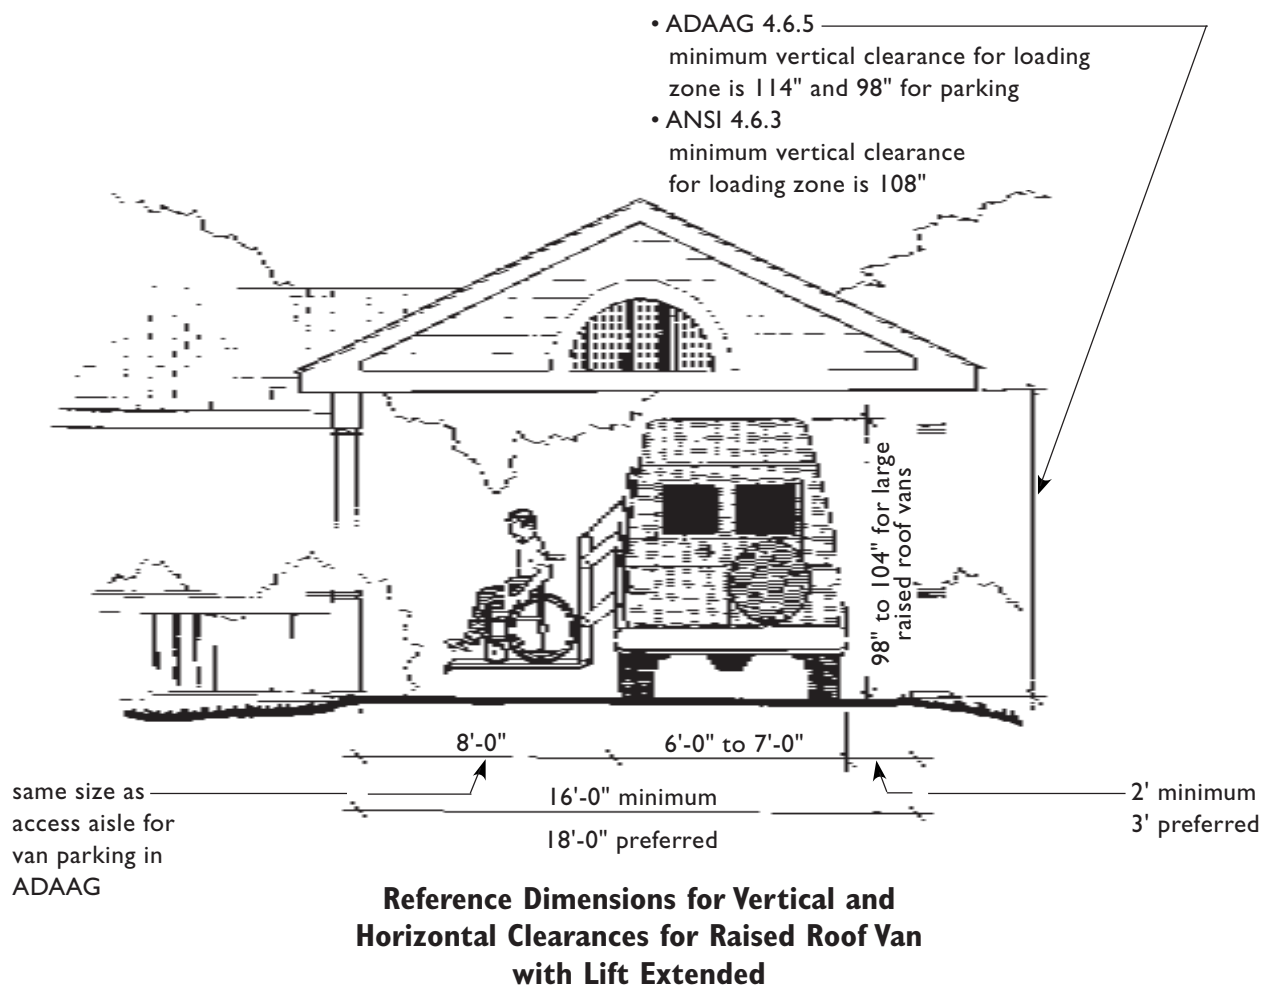 • ADAAG 4.6.5
minimum vertical clearance for loading
zone is 114" and 98" for parking
• ANSI 4.6.3
minimum vertical clearance
for loading zone is 108"
98" to 104" for large
raised roof vans
8'-0"
6'-0" to 7'-0"
same size as
access aisle for
van parking in
ADAAG
16'-0" minimum
18'-0" preferred
2' minimum
3' preferred
Reference Dimensions for Vertical and
Horizontal Clearances for Raised Roof Van
with Lift Extended